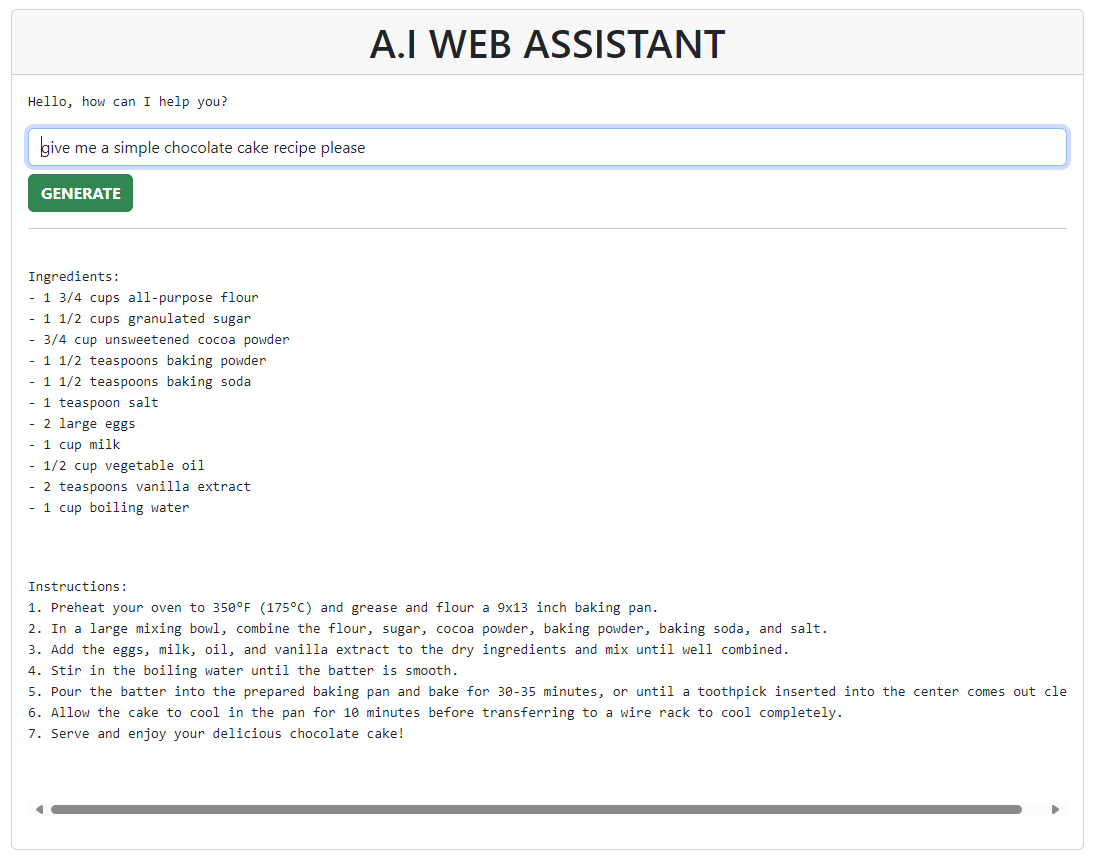 A.I WEB ASSISTANT
Hello, how can I help you?
give me a simple chocolate cake recipe please
GENERATE
Ingredients:
- 1 3/4 cups all-purpose flour
- 1 1/2 cups granulated sugar
- 3/4 cup unsweetened cocoa powder
- 1 1/2 teaspoons baking powder
- 1 1/2 teaspoons baking soda
- 1 teaspoon salt
- 2 large eggs
- 1 cup milk
- 1/2 cup vegetable oil
- 2 teaspoons vanilla extract
- 1 cup boiling water
Instructions:
1. Preheat your oven to 350°F (175°C) and grease and flour a 9x13 inch baking pan.
2. In a large mixing bowl, combine the flour, sugar, cocoa powder, baking powder, baking soda, and salt.
3. Add the eggs, milk, oil, and vanilla extract to the dry ingredients and mix until well combined.
4. Stir in the boiling water until the batter is smooth.
5. Pour the batter into the prepared baking pan and bake for 30-35 minutes, or until a toothpick inserted into the center comes out cle
6. Allow the cake to cool in the pan for 10 minutes before transferring to a wire rack to cool completely.
7. Serve and enjoy your delicious chocolate cake!